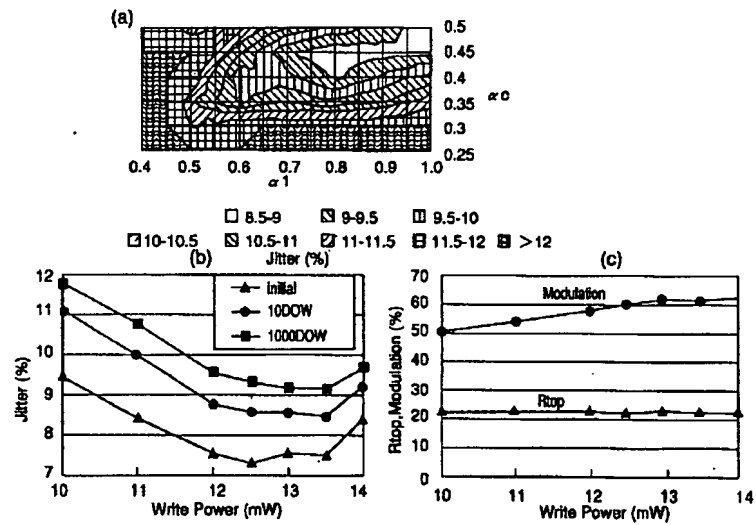 (a)
0.5
0.45
0.4
0.35
0.3
0.25
αc
0.4 0.5 0.6 0.7 0.8 0.9 1.0
α1
8.5-9 9-9.5 9.5-10
10-10.5 10.5-11 11-11.5 11.5-12 >12
Jitter (%)
(b)
12
11
10
9
8
7
Jitter (%)
initial
10DOW
1000DOW
10 11 12 13 14
Write Power (mW)
(c)
70
60
50
40
30
20
10
0
Rtop,Modulation (%)
Modulation
Rtop
10 11 12 13 14
Write Power (mW)